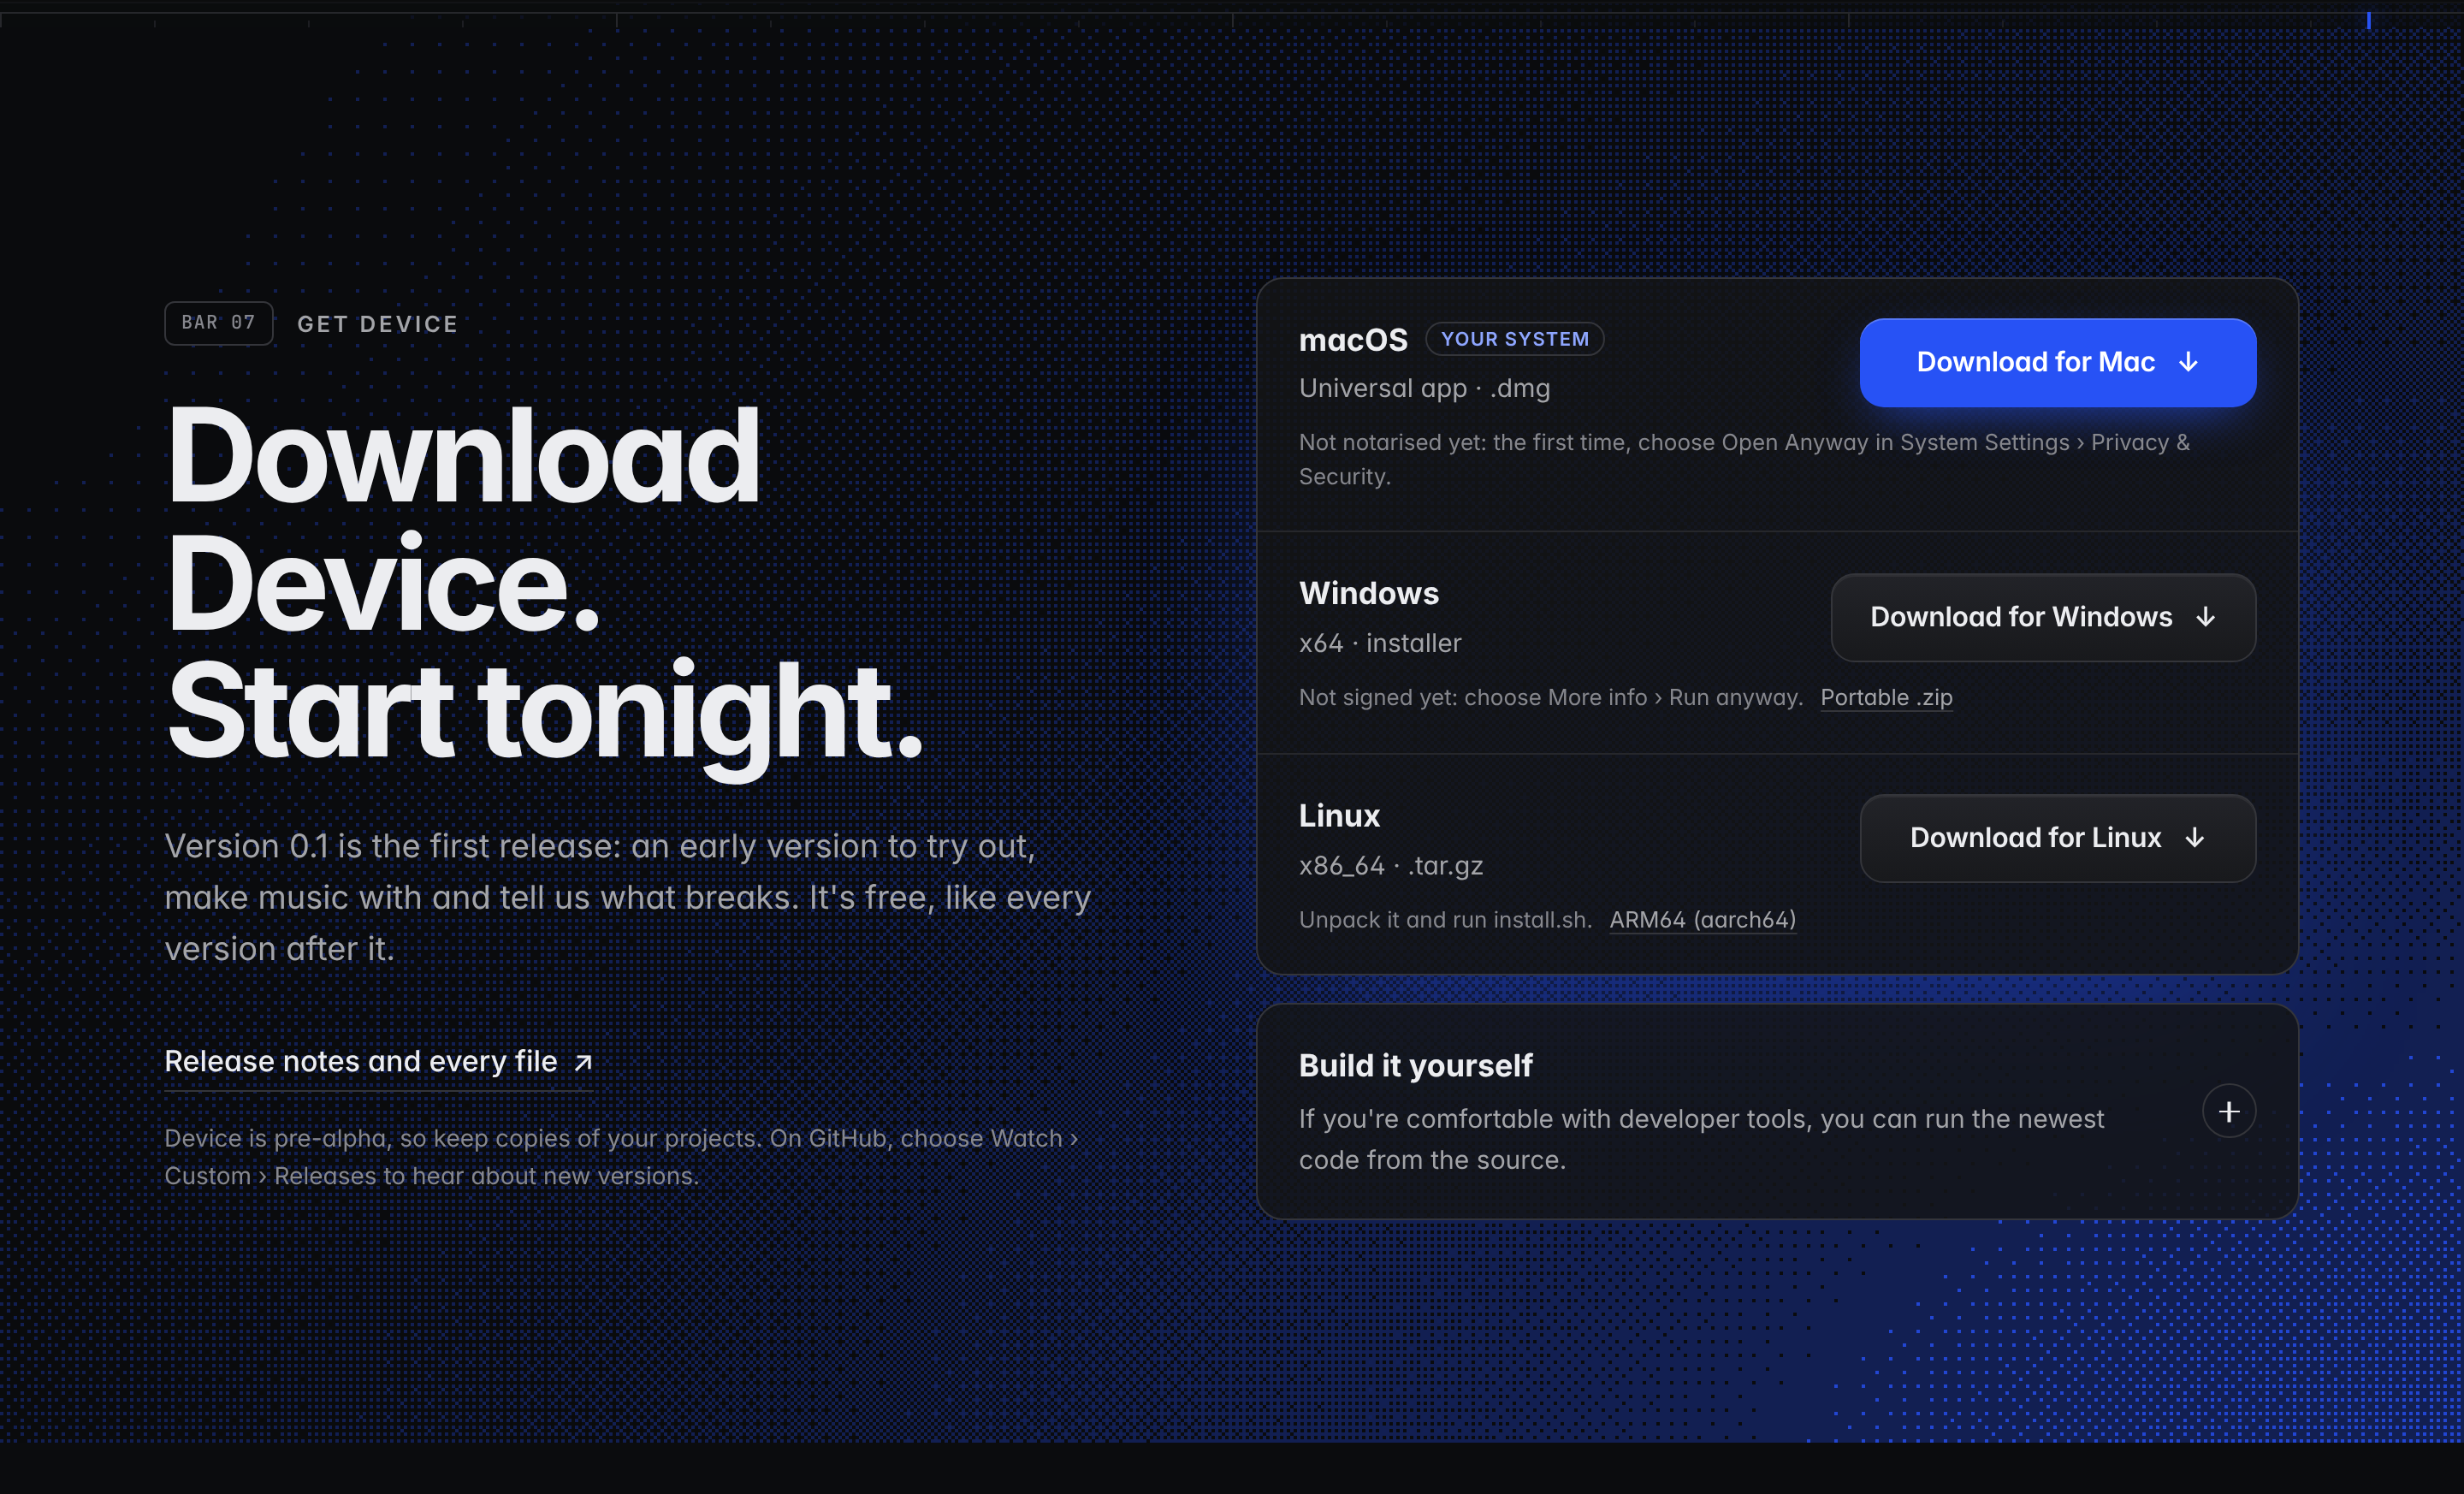 BAR 07 GET DEVICE
Download
Device.
Start tonight.
Version 0.1 is the first release: an early version to try out,
make music with and tell us what breaks. It's free, like every
version after it.
Release notes and every file ↗
Device is pre-alpha, so keep copies of your projects. On GitHub, choose Watch ›
Custom › Releases to hear about new versions.
macOS YOUR SYSTEM
Universal app · .dmg
Download for Mac ↓
Not notarised yet: the first time, choose Open Anyway in System Settings › Privacy &
Security.
Windows
x64 · installer
Download for Windows ↓
Not signed yet: choose More info › Run anyway. Portable .zip
Linux
x86_64 · .tar.gz
Download for Linux ↓
Unpack it and run install.sh. ARM64 (aarch64)
Build it yourself
If you're comfortable with developer tools, you can run the newest
code from the source.
+